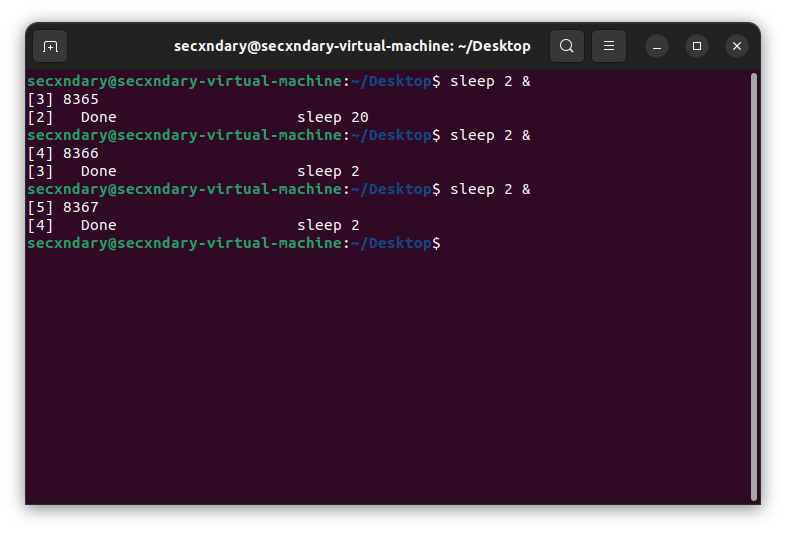 secxndary@secxndary-virtual-machine: ~/Desktop
secxndary@secxndary-virtual-machine:~/Desktop$ sleep 2 &
[3] 8365
[2]   Done                    sleep 20
secxndary@secxndary-virtual-machine:~/Desktop$ sleep 2 &
[4] 8366
[3]   Done                    sleep 2
secxndary@secxndary-virtual-machine:~/Desktop$ sleep 2 &
[5] 8367
[4]   Done                    sleep 2
secxndary@secxndary-virtual-machine:~/Desktop$